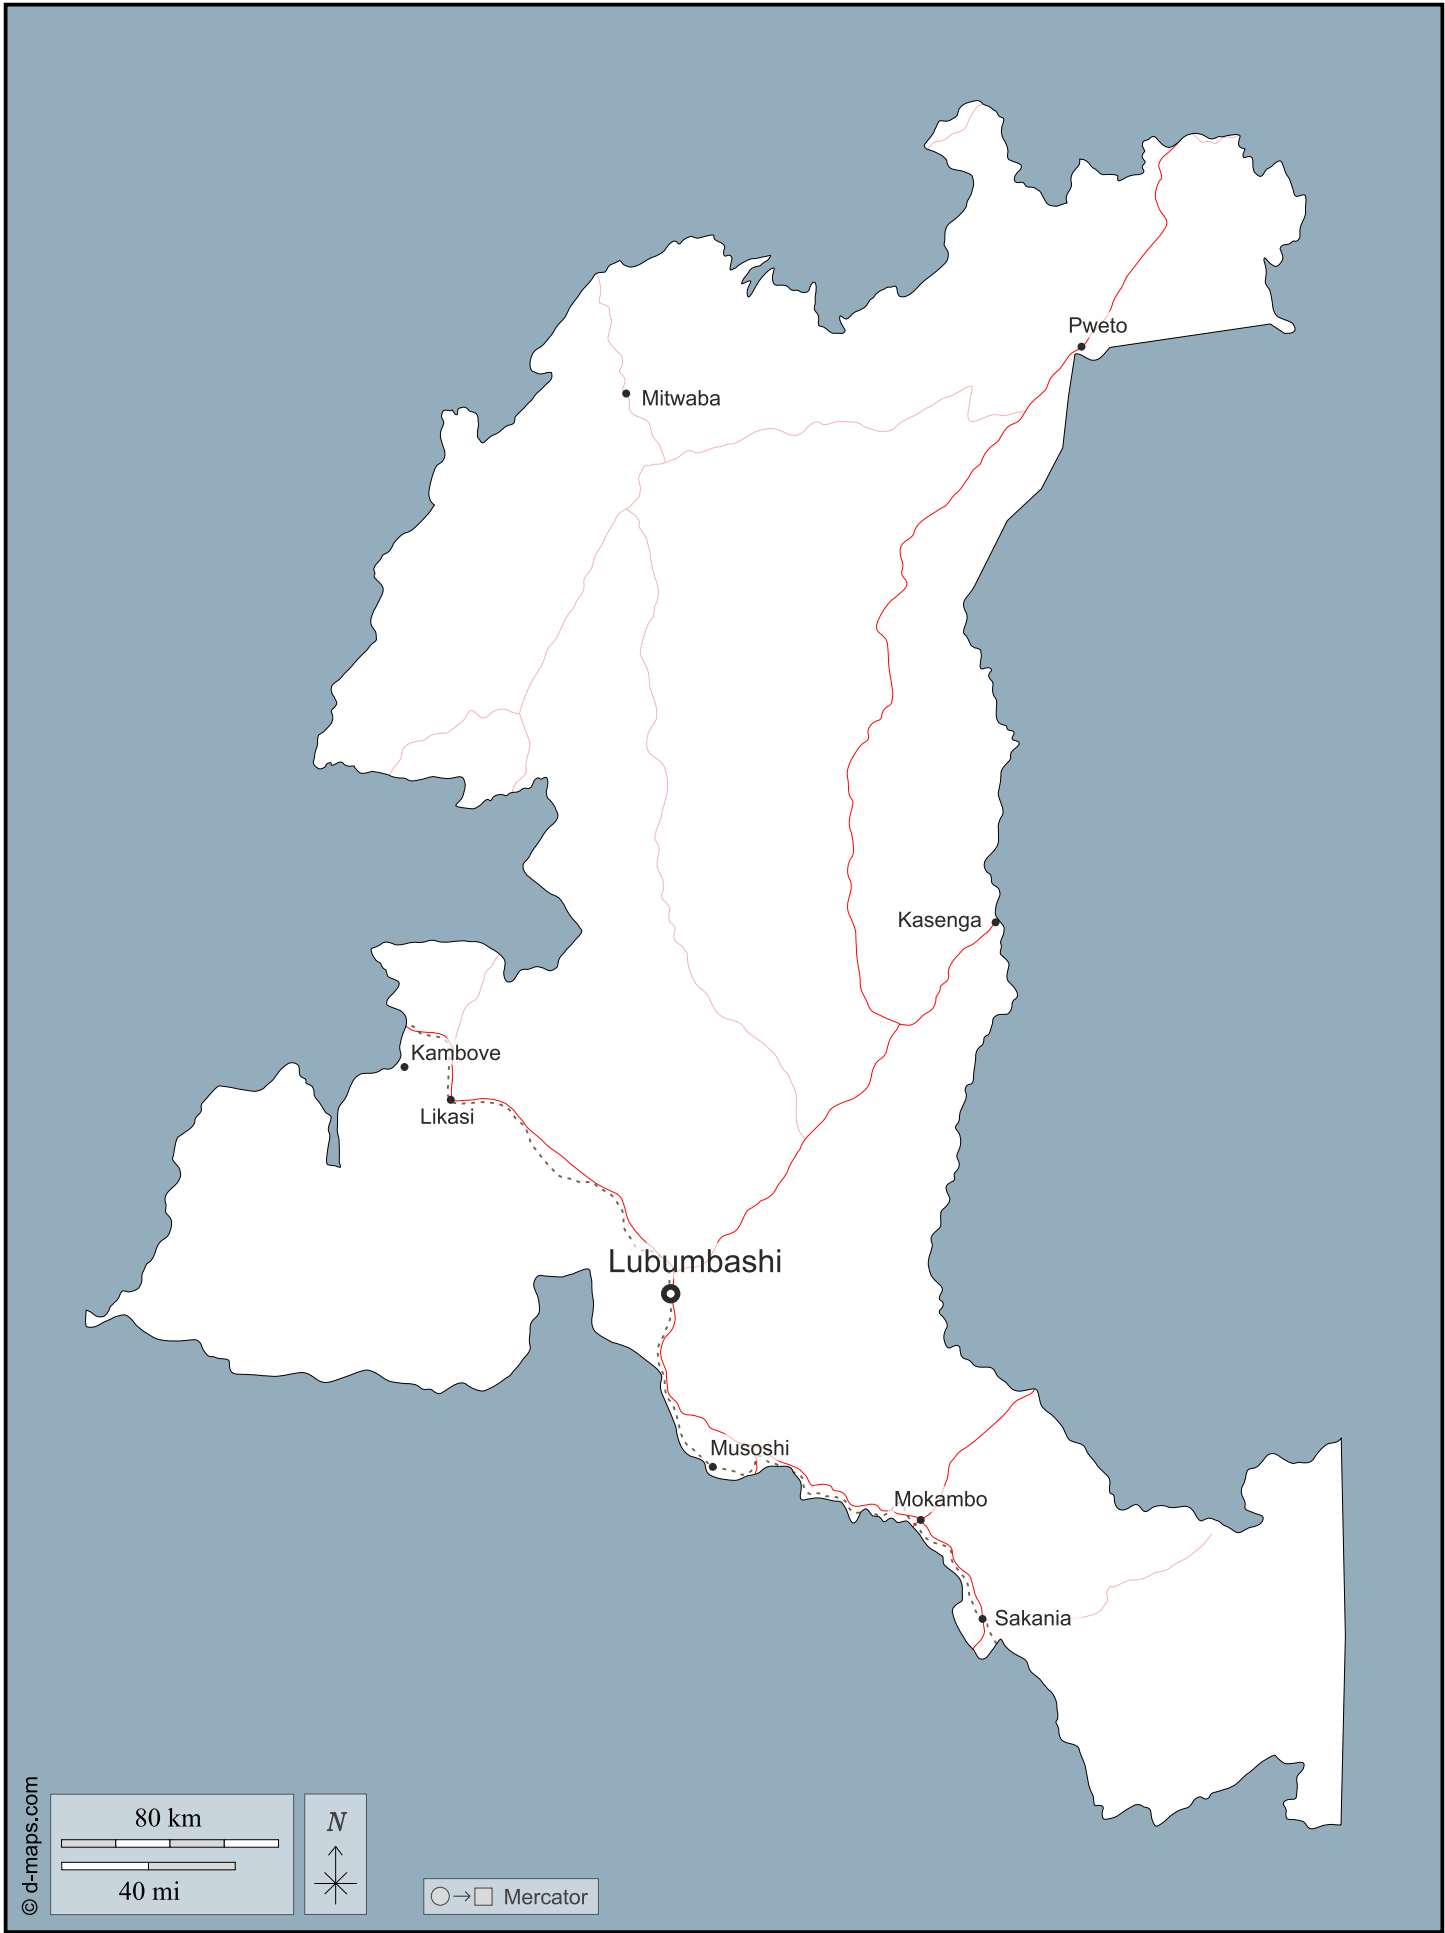 Pweto
Mitwaba
Kasenga
Kambove
Likasi
Lubumbashi
Musoshi
Mokambo
Sakania
© d-maps.com
80 km
40 mi
N
Mercator